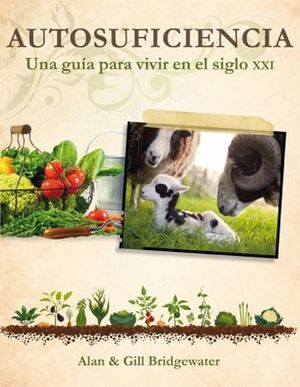 AUTOSUFICIENCIA
Una guía para vivir en el siglo XXI
Alan & Gill Bridgewater